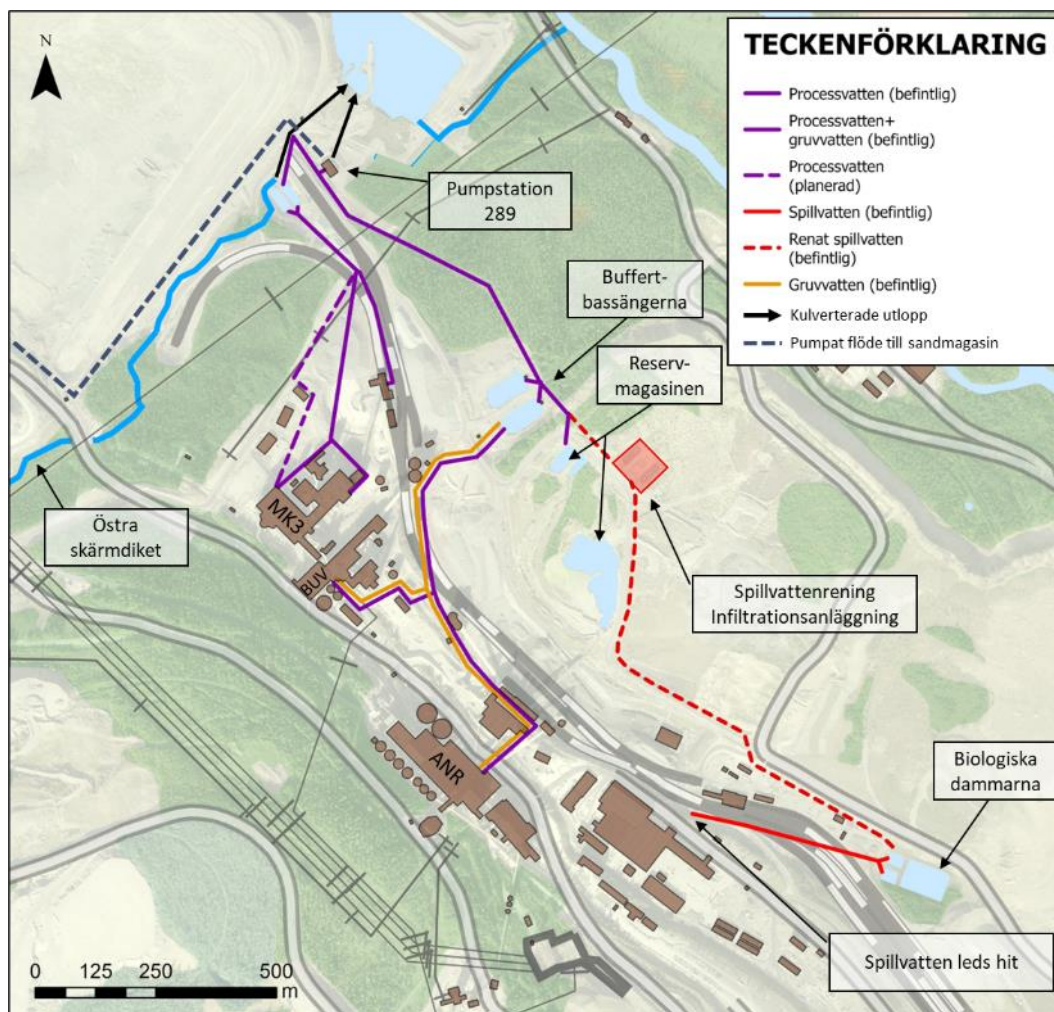 N
TECKENFÖRKLARING
Processvatten (befintlig)
Processvatten+
gruvvatten (befintlig)
Processvatten
(planerad)
Spillvatten (befintlig)
Renat spillvatten
(befintlig)
Gruvvatten (befintlig)
Kulverterade utlopp
Pumpat flöde till sandmagasin
Pumpstation
289
Buffert-
bassängerna
Reserv-
magasinen
Östra
skärmdiket
MK3
BUV
Spillvattenrening
Infiltrationsanläggning
ANR
Biologiska
dammarna
Spillvatten leds hit
0 125 250 500
m